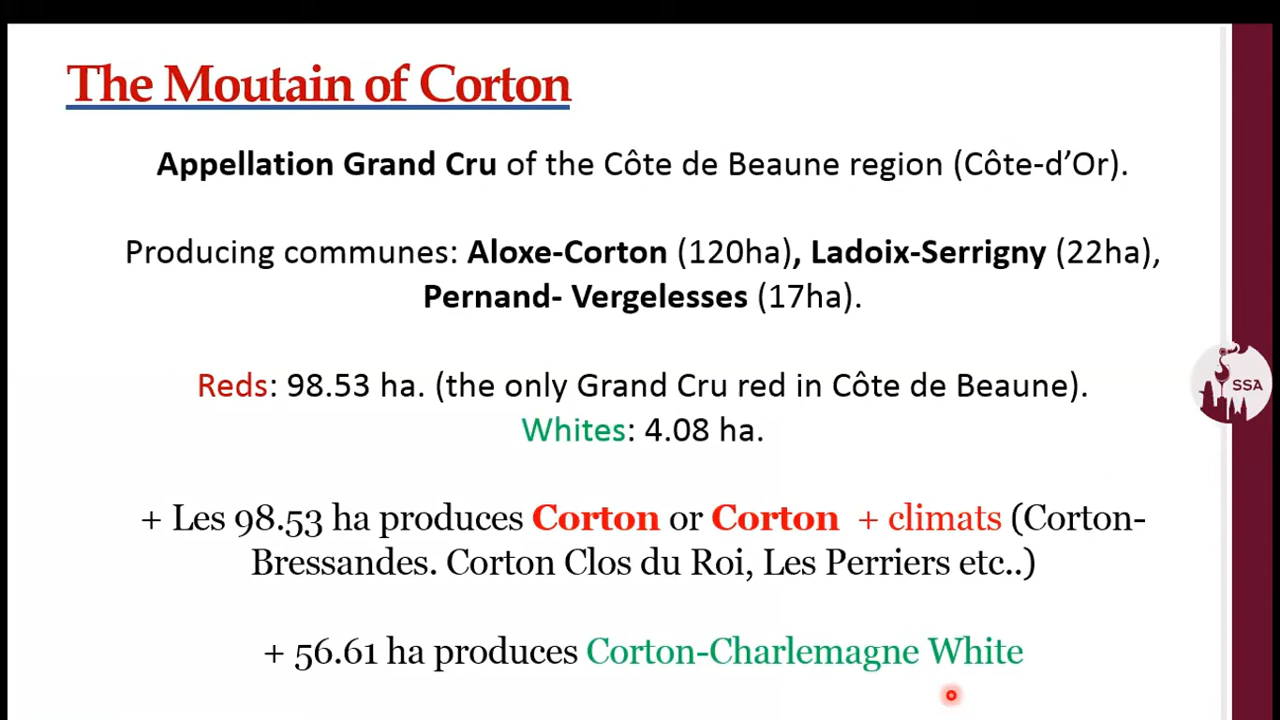 The Moutain of Corton
Appellation Grand Cru of the Côte de Beaune region (Côte-d’Or).
Producing communes: Aloxe-Corton (120ha), Ladoix-Serrigny (22ha),
Pernand- Vergelesses (17ha).
Reds: 98.53 ha. (the only Grand Cru red in Côte de Beaune).
Whites: 4.08 ha.
+ Les 98.53 ha produces Corton or Corton + climats (Corton-
Bressandes. Corton Clos du Roi, Les Perriers etc..)
+ 56.61 ha produces Corton-Charlemagne White
SSA